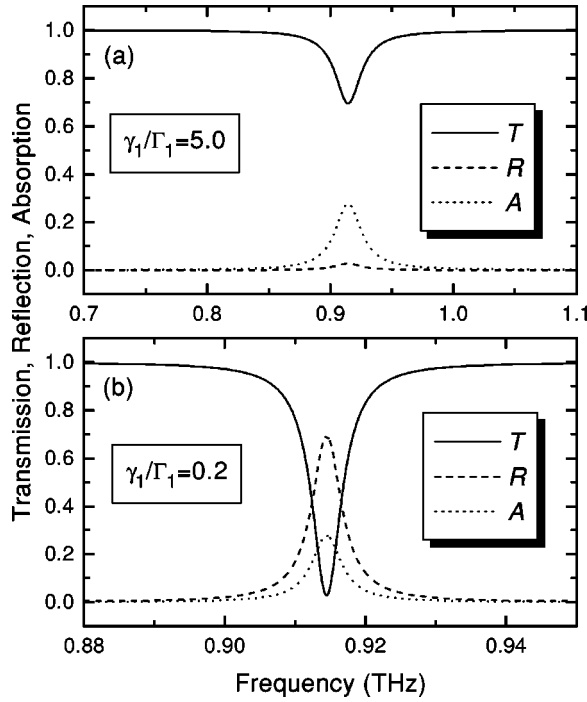 Transmission, Reflection, Absorption
1.0
0.8
0.6
0.4
0.2
0.0
(a)
γ₁/Γ₁=5.0
T
R
A
0.7
0.8
0.9
1.0
1.1
1.0
0.8
0.6
0.4
0.2
0.0
(b)
γ₁/Γ₁=0.2
T
R
A
0.88
0.90
0.92
0.94
Frequency (THz)